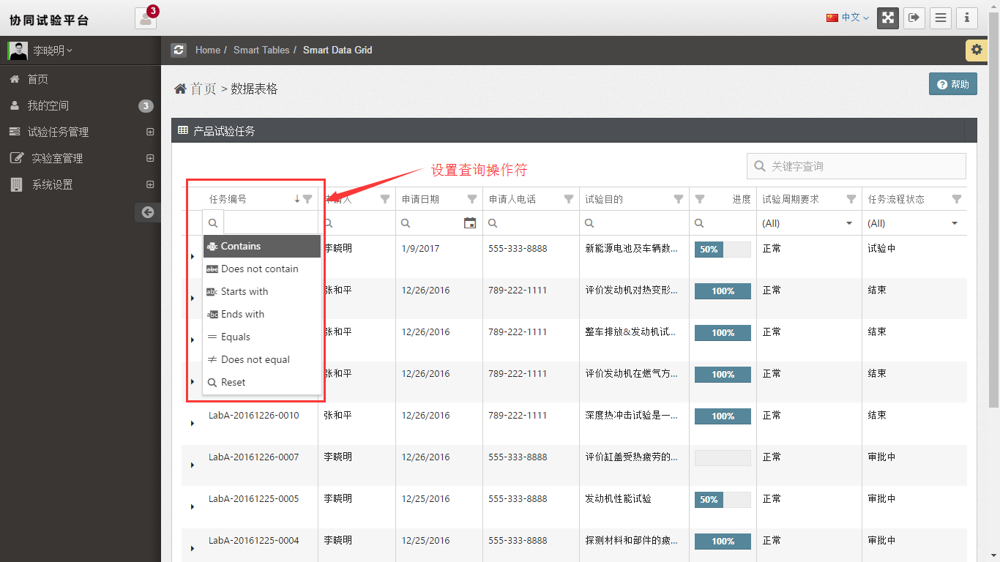 协同试验平台
3
中文
李晓明
Home / Smart Tables / Smart Data Grid
首页
我的空间
3
试验任务管理
实验室管理
系统设置
首页 > 数据表格
帮助
产品试验任务
关键字查询
设置查询操作符
任务编号 申请人 申请日期 申请人电话 试验目的 进度 试验周期要求 任务流程状态
(All) (All)
Contains
Does not contain
Starts with
Ends with
Equals
Does not equal
Reset
李晓明 1/9/2017 555-333-8888 新能源电池及车辆数... 50% 正常 试验中
张和平 12/26/2016 789-222-1111 评价发动机对热变形... 100% 正常 结束
张和平 12/26/2016 789-222-1111 整车排放&发动机试... 100% 正常 结束
张和平 12/26/2016 789-222-1111 评价发动机在燃气方... 100% 正常 结束
LabA-20161226-0010 张和平 12/26/2016 789-222-1111 深度热冲击试验是一... 100% 正常 结束
LabA-20161226-0007 李晓明 12/26/2016 555-333-8888 评价缸盖受热疲劳的... 正常 审批中
LabA-20161225-0005 李晓明 12/25/2016 555-333-8888 发动机性能试验 50% 正常 审批中
LabA-20161225-0004 李晓明 12/25/2016 555-333-8888 探测材料和部件的疲... 100% 正常 审批中